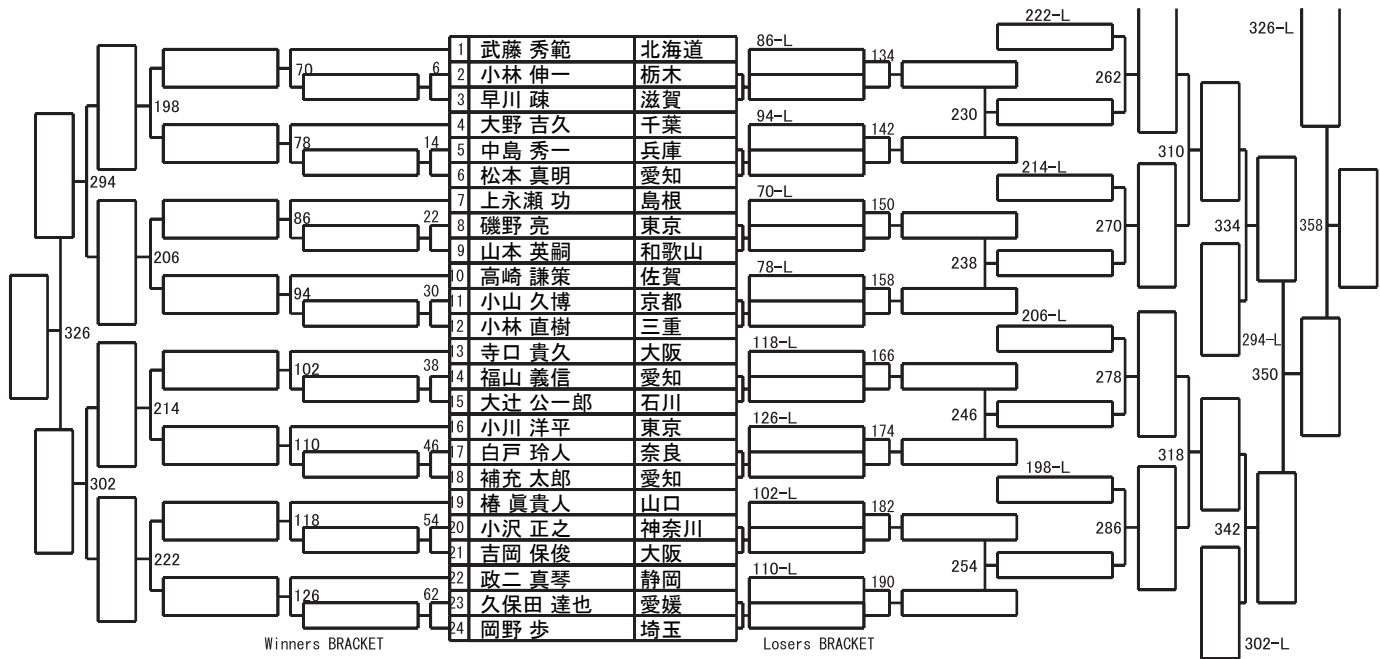 222-L
326-L
1 武藤 秀範 北海道
86-L
134
70
6
2 小林 伸一 栃木
262
198
3 早川 疎 滋賀
230
4 大野 吉久 千葉
94-L
142
78
14
5 中島 秀一 兵庫
310
6 松本 真明 愛知
214-L
294
7 上永瀬 功 島根
70-L
150
86
22
8 磯野 亮 東京
270
334
358
206
9 山本 英嗣 和歌山
238
10 高崎 謙策 佐賀
78-L
158
94
30
11 小山 久博 京都
326
12 小林 直樹 三重
206-L
294-L
13 寺口 貴久 大阪
118-L
166
102
38
14 福山 義信 愛知
278
350
214
15 大辻 公一郎 石川
246
16 小川 洋平 東京
126-L
174
110
46
17 白戸 玲人 奈良
318
302
18 補充 太郎 愛知
198-L
19 椿 眞貴人 山口
102-L
182
118
54
20 小沢 正之 神奈川
286
342
222
21 吉岡 保俊 大阪
254
22 政二 真琴 静岡
110-L
190
126
62
23 久保田 達也 愛媛
24 岡野 歩 埼玉
Winners BRACKET
Losers BRACKET
302-L